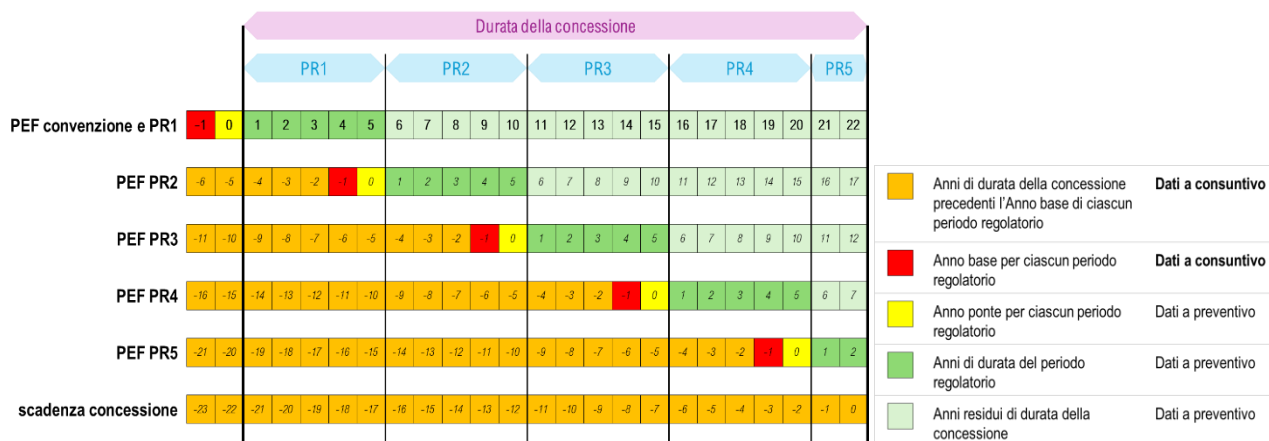 Durata della concessione
PR1 PR2 PR3 PR4 PR5
PEF convenzione e PR1 -1 0 1 2 3 4 5 6 7 8 9 10 11 12 13 14 15 16 17 18 19 20 21 22
PEF PR2 -6 -5 -4 -3 -2 -1 0 1 2 3 4 5 6 7 8 9 10 11 12 13 14 15 16 17
PEF PR3 -11 -10 -9 -8 -7 -6 -5 -4 -3 -2 -1 0 1 2 3 4 5 6 7 8 9 10 11 12
PEF PR4 -16 -15 -14 -13 -12 -11 -10 -9 -8 -7 -6 -5 -4 -3 -2 -1 0 1 2 3 4 5 6 7
PEF PR5 -21 -20 -19 -18 -17 -16 -15 -14 -13 -12 -11 -10 -9 -8 -7 -6 -5 -4 -3 -2 -1 0 1 2
scadenza concessione -23 -22 -21 -20 -19 -18 -17 -16 -15 -14 -13 -12 -11 -10 -9 -8 -7 -6 -5 -4 -3 -2 -1 0
Anni di durata della concessione Dati a consuntivo
precedenti l'Anno base di ciascun
periodo regolatorio
Anno base per ciascun periodo Dati a consuntivo
regolatorio
Anno ponte per ciascun periodo Dati a preventivo
regolatorio
Anni di durata del periodo Dati a preventivo
regolatorio
Anni residui di durata della Dati a preventivo
concessione